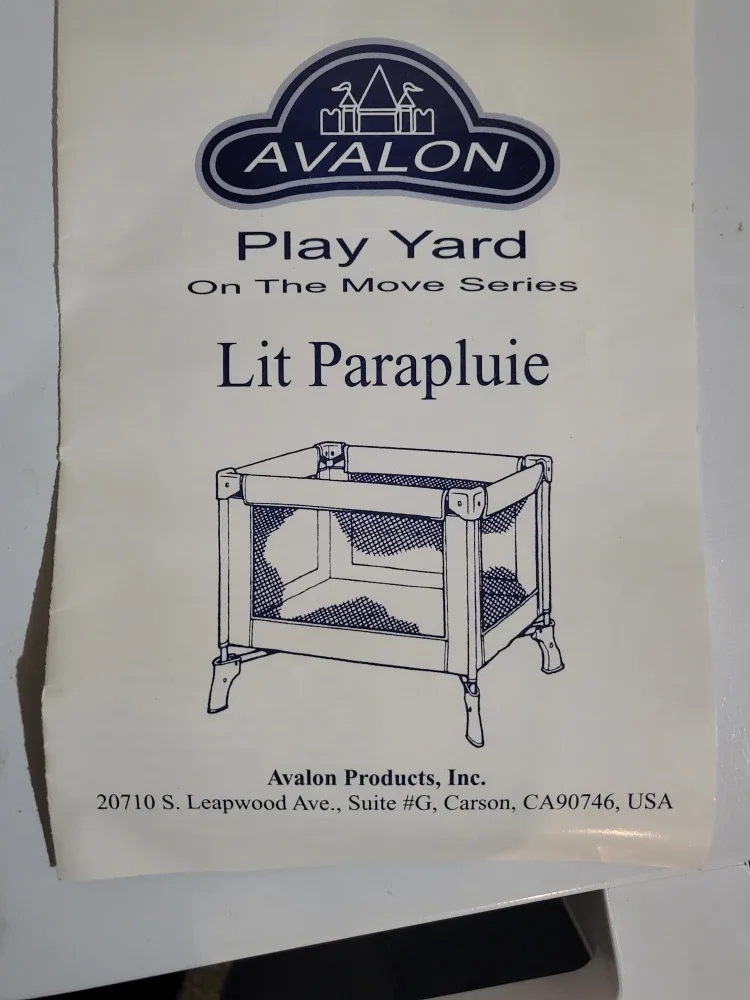 AVALON
Play Yard
On The Move Series
Lit Parapluie
Avalon Products, Inc.
20710 S. Leapwood Ave., Suite #G, Carson, CA90746, USA